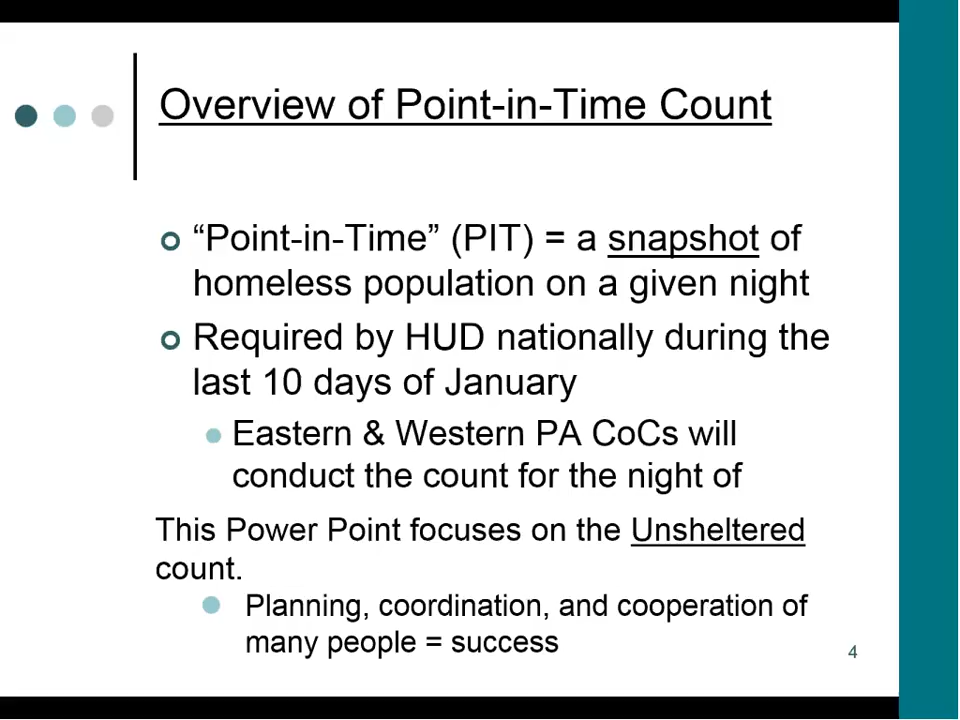 Overview of Point-in-Time Count
“Point-in-Time” (PIT) = a snapshot of
homeless population on a given night
Required by HUD nationally during the
last 10 days of January
Eastern & Western PA CoCs will
conduct the count for the night of
This Power Point focuses on the Unsheltered
count.
Planning, coordination, and cooperation of
many people = success
4